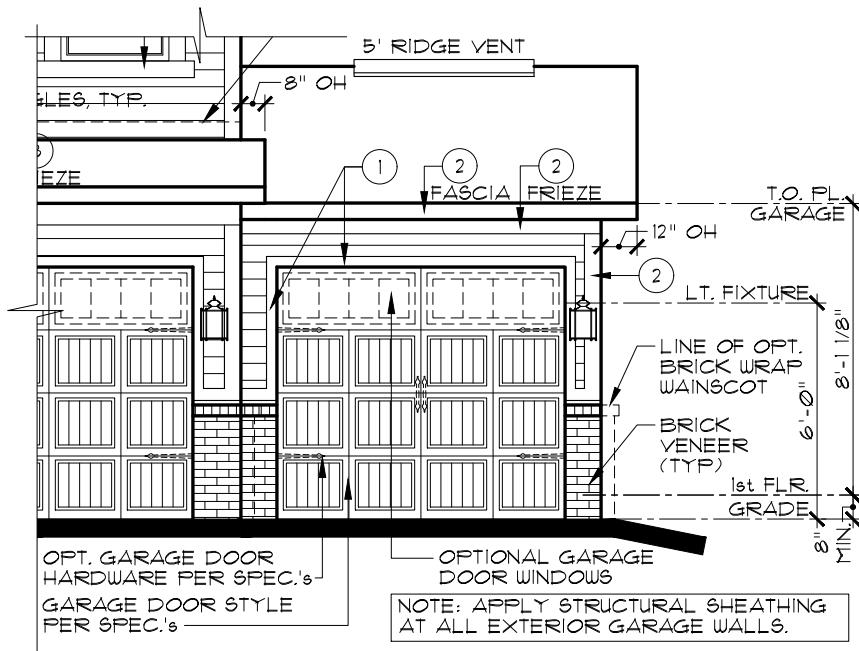 5' RIDGE VENT
8" OH
GLES, TYP.
3
EZE
1
2
2
FASCIA
FRIEZE
T.O. PL.
GARAGE
12" OH
2
LT. FIXTURE
8'-1 1/8"
LINE OF OPT.
BRICK WRAP
WAINSCOT
6'-0"
BRICK
VENEER
(TYP)
1st FLR.
GRADE
8"
MIN.
OPT. GARAGE DOOR
HARDWARE PER SPEC.'s
GARAGE DOOR STYLE
PER SPEC.'s
OPTIONAL GARAGE
DOOR WINDOWS
NOTE: APPLY STRUCTURAL SHEATHING
AT ALL EXTERIOR GARAGE WALLS.